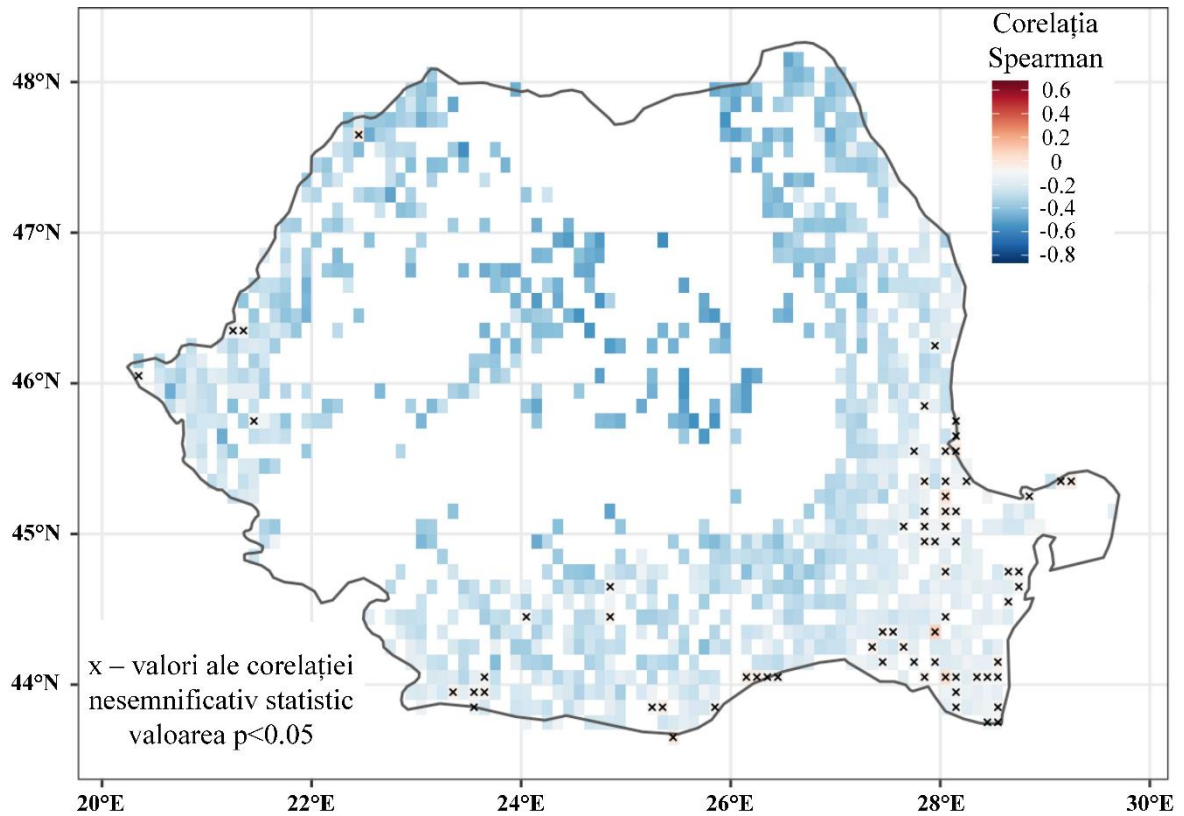 Corelația
Spearman
0.6
0.4
0.2
0
-0.2
-0.4
-0.6
-0.8
48°N
47°N
46°N
45°N
44°N
x – valori ale corelației
nesemnificativ statistic
valoarea p<0.05
20°E 22°E 24°E 26°E 28°E 30°E